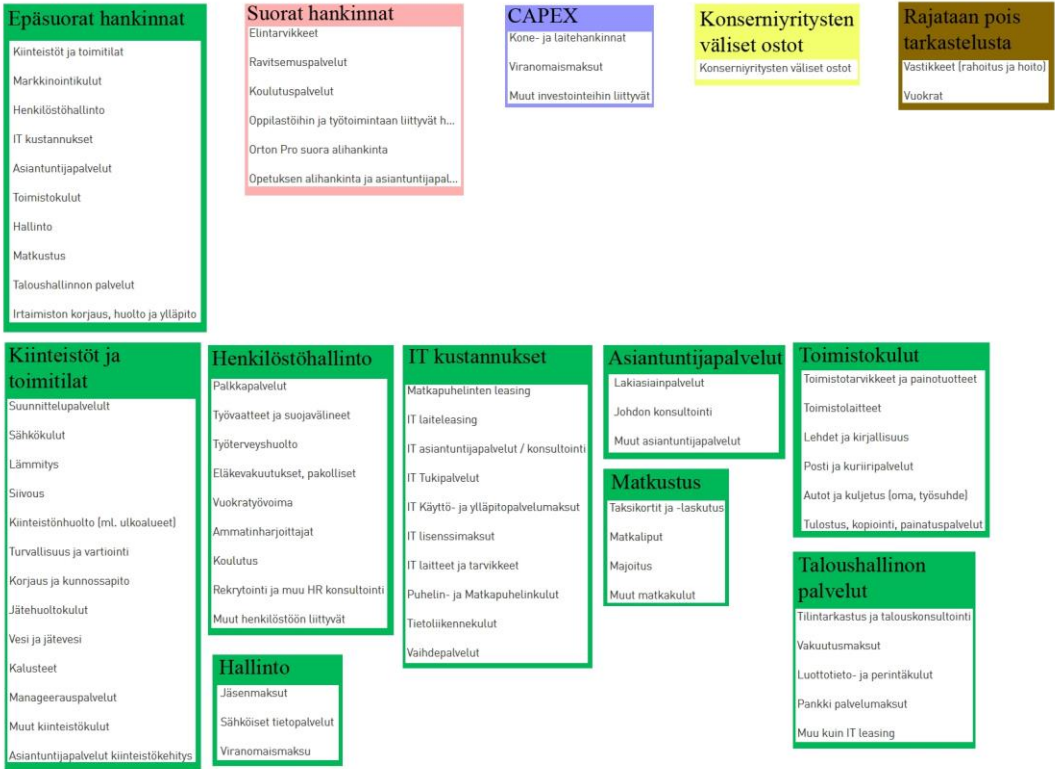 Epäsuorat hankinnat
Kiinteistöt ja toimitilat
Markkinointikulut
Henkilöstöhallinto
IT kustannukset
Asiantuntijapalvelut
Toimistokulut
Hallinto
Matkustus
Taloushallinnon palvelut
Irtaimiston korjaus, huolto ja ylläpito
Suorat hankinnat
Elintarvikkeet
Ravitsemuspalvelut
Koulutuspalvelut
Oppilastöihin ja työtoimintaan liittyvät h...
Orton Pro suora alihankinta
Opetuksen alihankinta ja asiantuntijapal...
CAPEX
Kone- ja laitehankinnat
Viranomaismaksut
Muut investointeihin liittyvät
Konserniyritysten
väliset ostot
Konserniyritysten väliset ostot
Rajataan pois
tarkastelusta
Vastikkeet (rahoitus ja hoito)
Vuokrat
Kiinteistöt ja
toimitilat
Suunnittelupalvelult
Sähkökulut
Lämmitys
Siivous
Kiinteistönhuolto (ml. ulkoalueet)
Turvallisuus ja vartiointi
Korjaus ja kunnossapito
Jätehuoltokulut
Vesi ja jätevesi
Kalusteet
Manageerauspalvelut
Muut kiinteistökulut
Asiantuntijapalvelut kiinteistökehitys
Henkilöstöhallinto
Palkkapalvelut
Työvaatteet ja suojavälineet
Työterveyshuolto
Eläkevakuutukset, pakolliset
Vuokratyövoima
Ammatinharjoittajat
Koulutus
Rekrytointi ja muu HR konsultointi
Muut henkilöstöön liittyvät
Hallinto
Jäsenmaksut
Sähköiset tietopalvelut
Viranomaismaksu
IT kustannukset
Matkapuhelinten leasing
IT laiteleasing
IT asiantuntijapalvelut / konsultointi
IT Tukipalvelut
IT Käyttö- ja ylläpitopalvelumaksut
IT lisenssimaksut
IT laitteet ja tarvikkeet
Puhelin- ja Matkapuhelinkulut
Tietoliikennekulut
Vaihdepalvelut
Asiantuntijapalvelut
Lakiasiainpalvelut
Johdon konsultointi
Muut asiantuntijapalvelut
Matkustus
Taksikortit ja -laskutus
Matkaliput
Majoitus
Muut matkakulut
Toimistokulut
Toimistotarvikkeet ja painotuotteet
Toimistolaitteet
Lehdet ja kirjallisuus
Posti ja kuriiripalvelut
Autot ja kuljetus (oma, työsuhde)
Tulostus, kopiointi, painatuspalvelut
Taloushallinon
palvelut
Tilintarkastus ja talouskonsultointi
Vakuutusmaksut
Luottotieto- ja perintäkulut
Pankki palvelumaksut
Muu kuin IT leasing